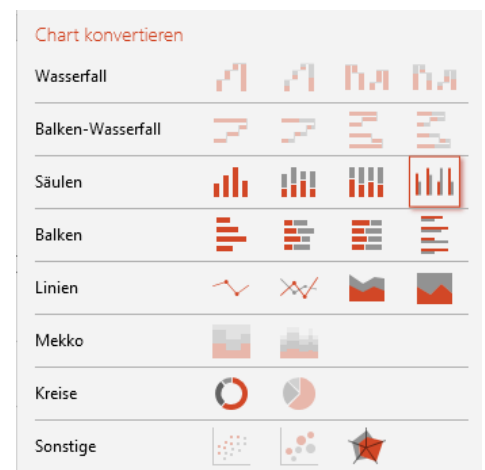 Chart konvertieren
Wasserfall
Balken-Wasserfall
Säulen
Balken
Linien
Mekko
Kreise
Sonstige